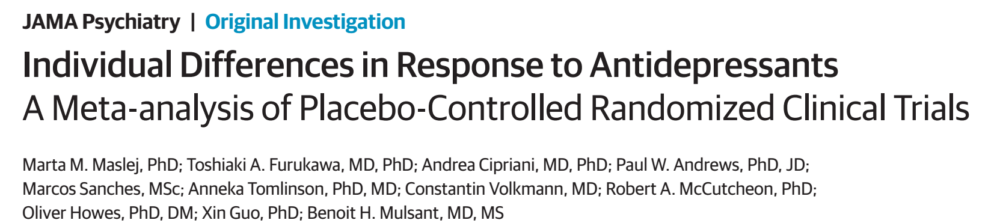 JAMA Psychiatry | Original Investigation
Individual Differences in Response to Antidepressants
A Meta-analysis of Placebo-Controlled Randomized Clinical Trials
Marta M. Maslej, PhD; Toshiaki A. Furukawa, MD, PhD; Andrea Cipriani, MD, PhD; Paul W. Andrews, PhD, JD;
Marcos Sanches, MSc; Anneka Tomlinson, PhD, MD; Constantin Volkmann, MD; Robert A. McCutcheon, PhD;
Oliver Howes, PhD, DM; Xin Guo, PhD; Benoit H. Mulsant, MD, MS